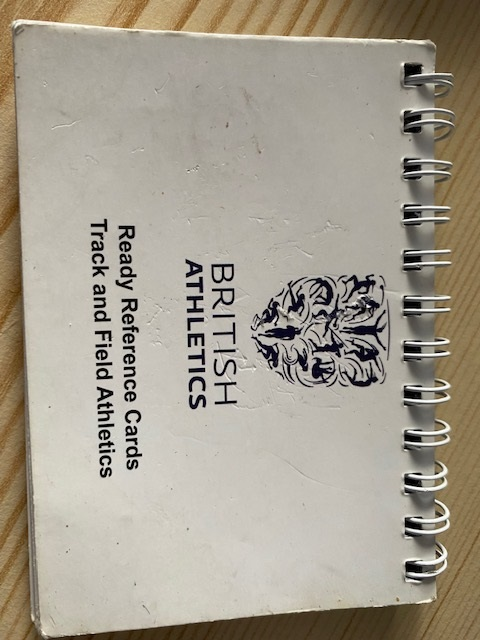 BRITISH
ATHLETICS
Ready Reference Cards
Track and Field Athletics